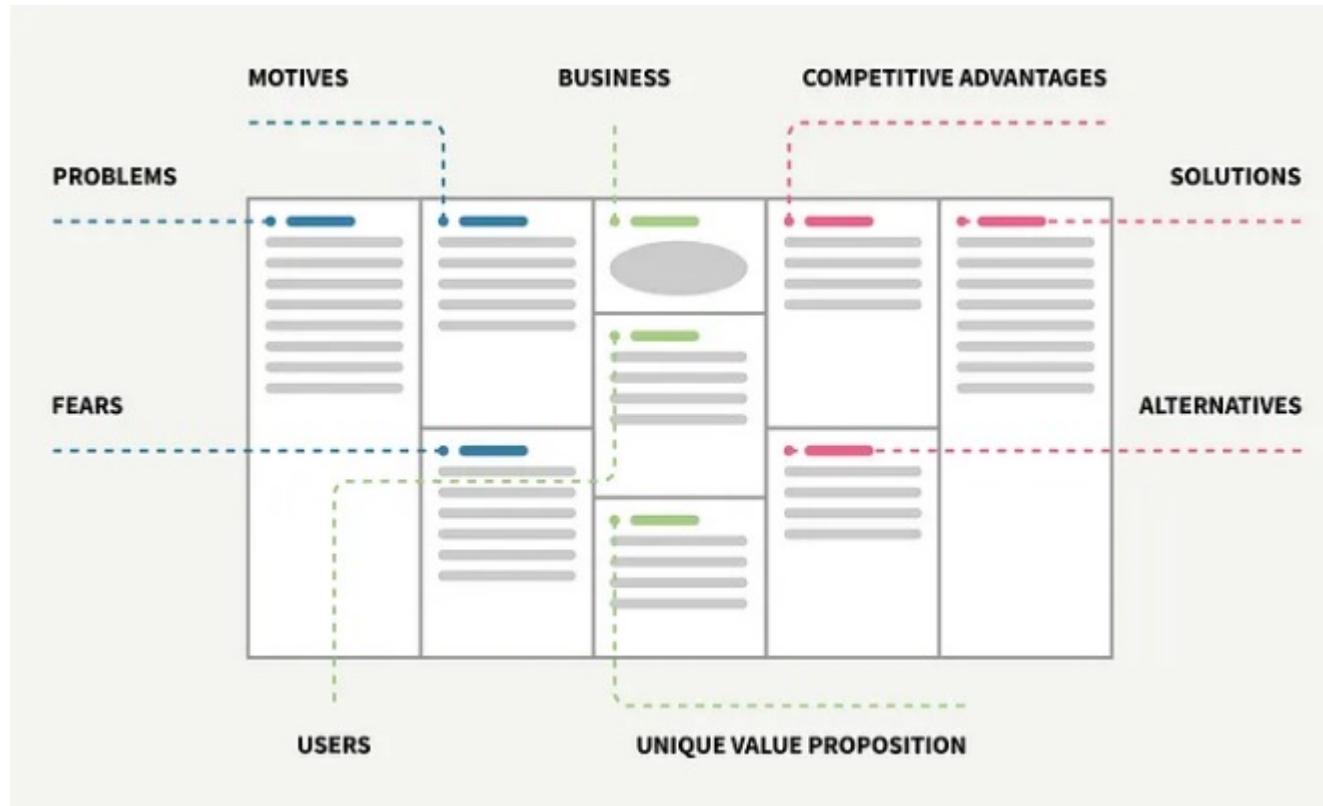 MOTIVES
BUSINESS
COMPETITIVE ADVANTAGES
PROBLEMS
SOLUTIONS
FEARS
ALTERNATIVES
USERS
UNIQUE VALUE PROPOSITION